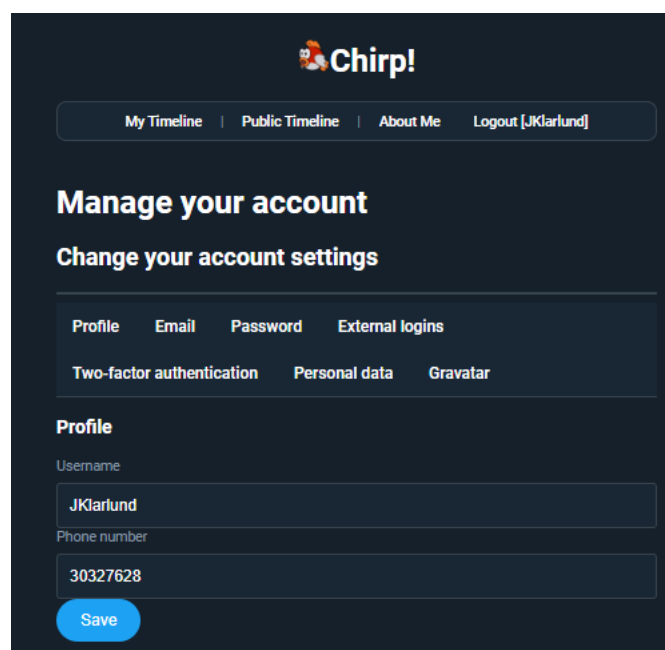 Chirp!
My Timeline | Public Timeline | About Me Logout [JKlarlund]
Manage your account
Change your account settings
Profile Email Password External logins
Two-factor authentication Personal data Gravatar
Profile
Username
JKlarlund
Phone number
30327628
Save